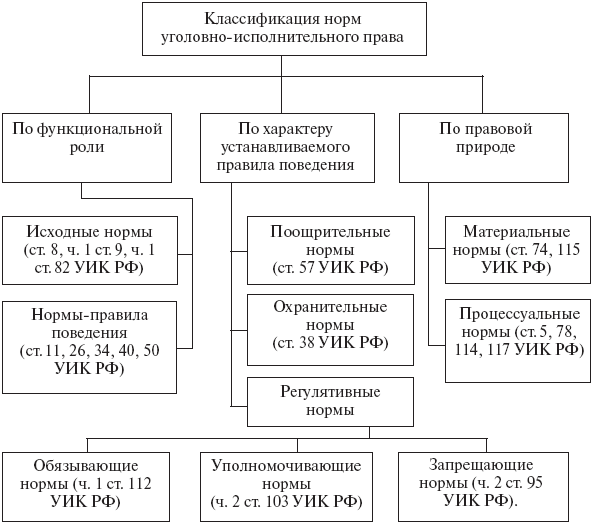 Классификация норм
уголовно-исполнительного права
По функциональной
роли
По характеру
устанавливаемого
правила поведения
По правовой
природе
Исходные нормы
(ст. 8, ч. 1 ст. 9, ч. 1
ст. 82 УИК РФ)
Нормы-правила
поведения
(ст. 11, 26, 34, 40, 50
УИК РФ)
Поощрительные
нормы
(ст. 57 УИК РФ)
Охранительные
нормы
(ст. 38 УИК РФ)
Регулятивные
нормы
Материальные
нормы (ст. 74, 115
УИК РФ)
Процессуальные
нормы (ст. 5, 78,
114, 117 УИК РФ)
Обязывающие
нормы (ч. 1 ст. 112
УИК РФ)
Уполномочивающие
нормы
(ч. 2 ст. 103 УИК РФ)
Запрещающие
нормы (ч. 2 ст. 95
УИК РФ).